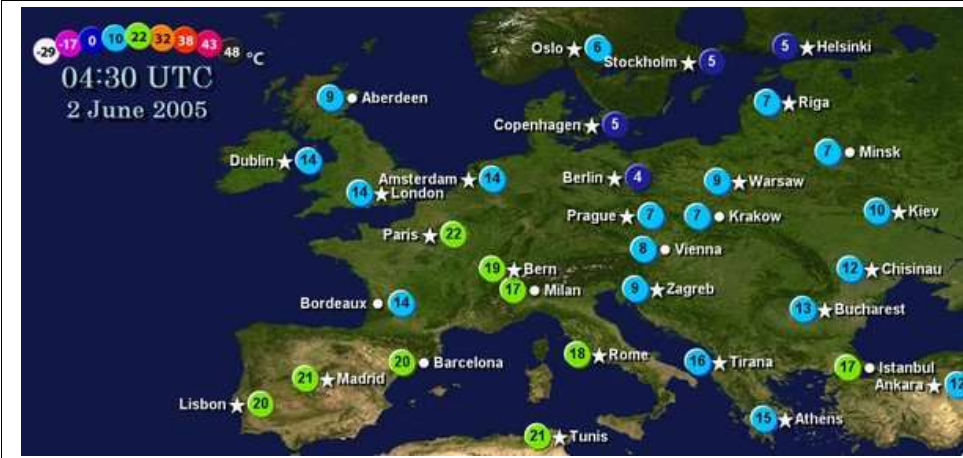 -29 -17 0 10 22 32 38 43 48 °C
04:30 UTC
2 June 2005
Oslo 6
Stockholm 5
5 Helsinki
9 Aberdeen
7 Riga
Copenhagen 5
7 Minsk
Dublin 14
Amsterdam 14
Berlin 4
9 Warsaw
14 London
Prague 7
7 Krakow
10 Kiev
Paris 22
8 Vienna
19 Bern
12 Chisinau
17 Milan
9 Zagreb
Bordeaux 14
13 Bucharest
18 Rome
16 Tirana
20 Barcelona
17 Istanbul
21 Madrid
Ankara 12
Lisbon 20
15 Athens
21 Tunis